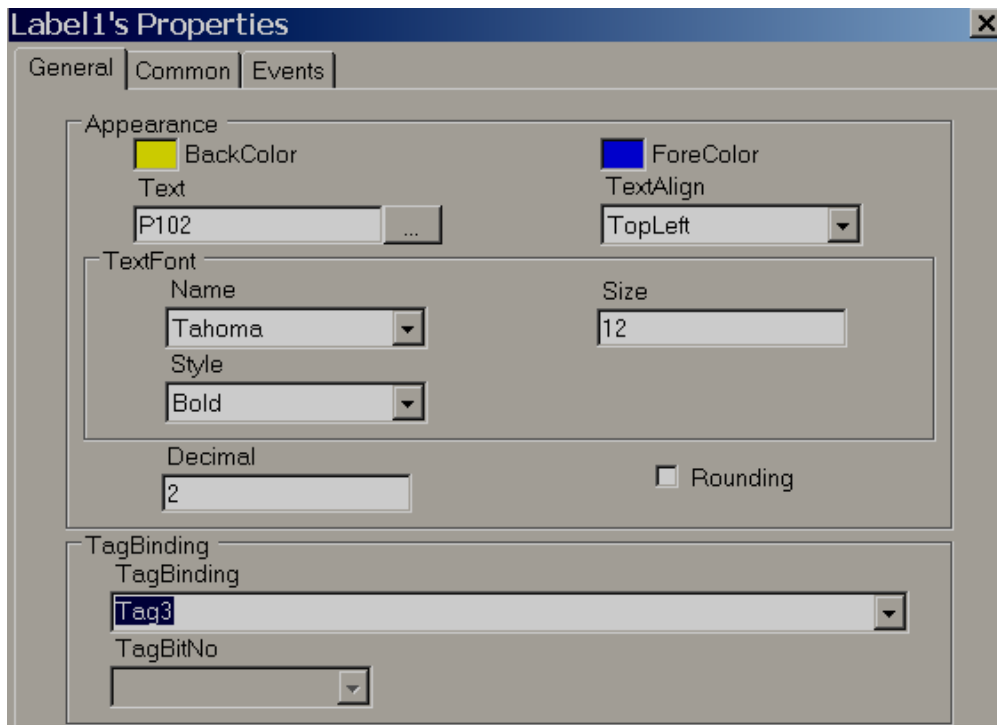 Label1's Properties
General Common Events
Appearance
BackColor ForeColor
Text TextAlign
P102 ... TopLeft
TextFont
Name Size
Tahoma 12
Style
Bold
Decimal
2 Rounding
TagBinding
TagBinding
Tag3
TagBitNo